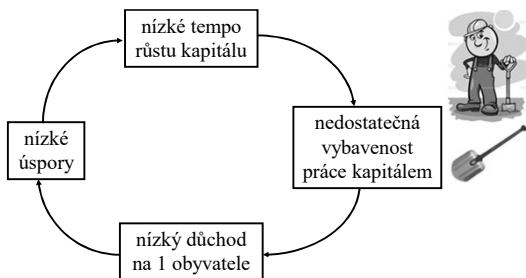 nízké tempo
růstu kapitálu
nedostatečná
vybavenost
práce kapitálem
nízké
úspory
nízký důchod
na 1 obyvatele